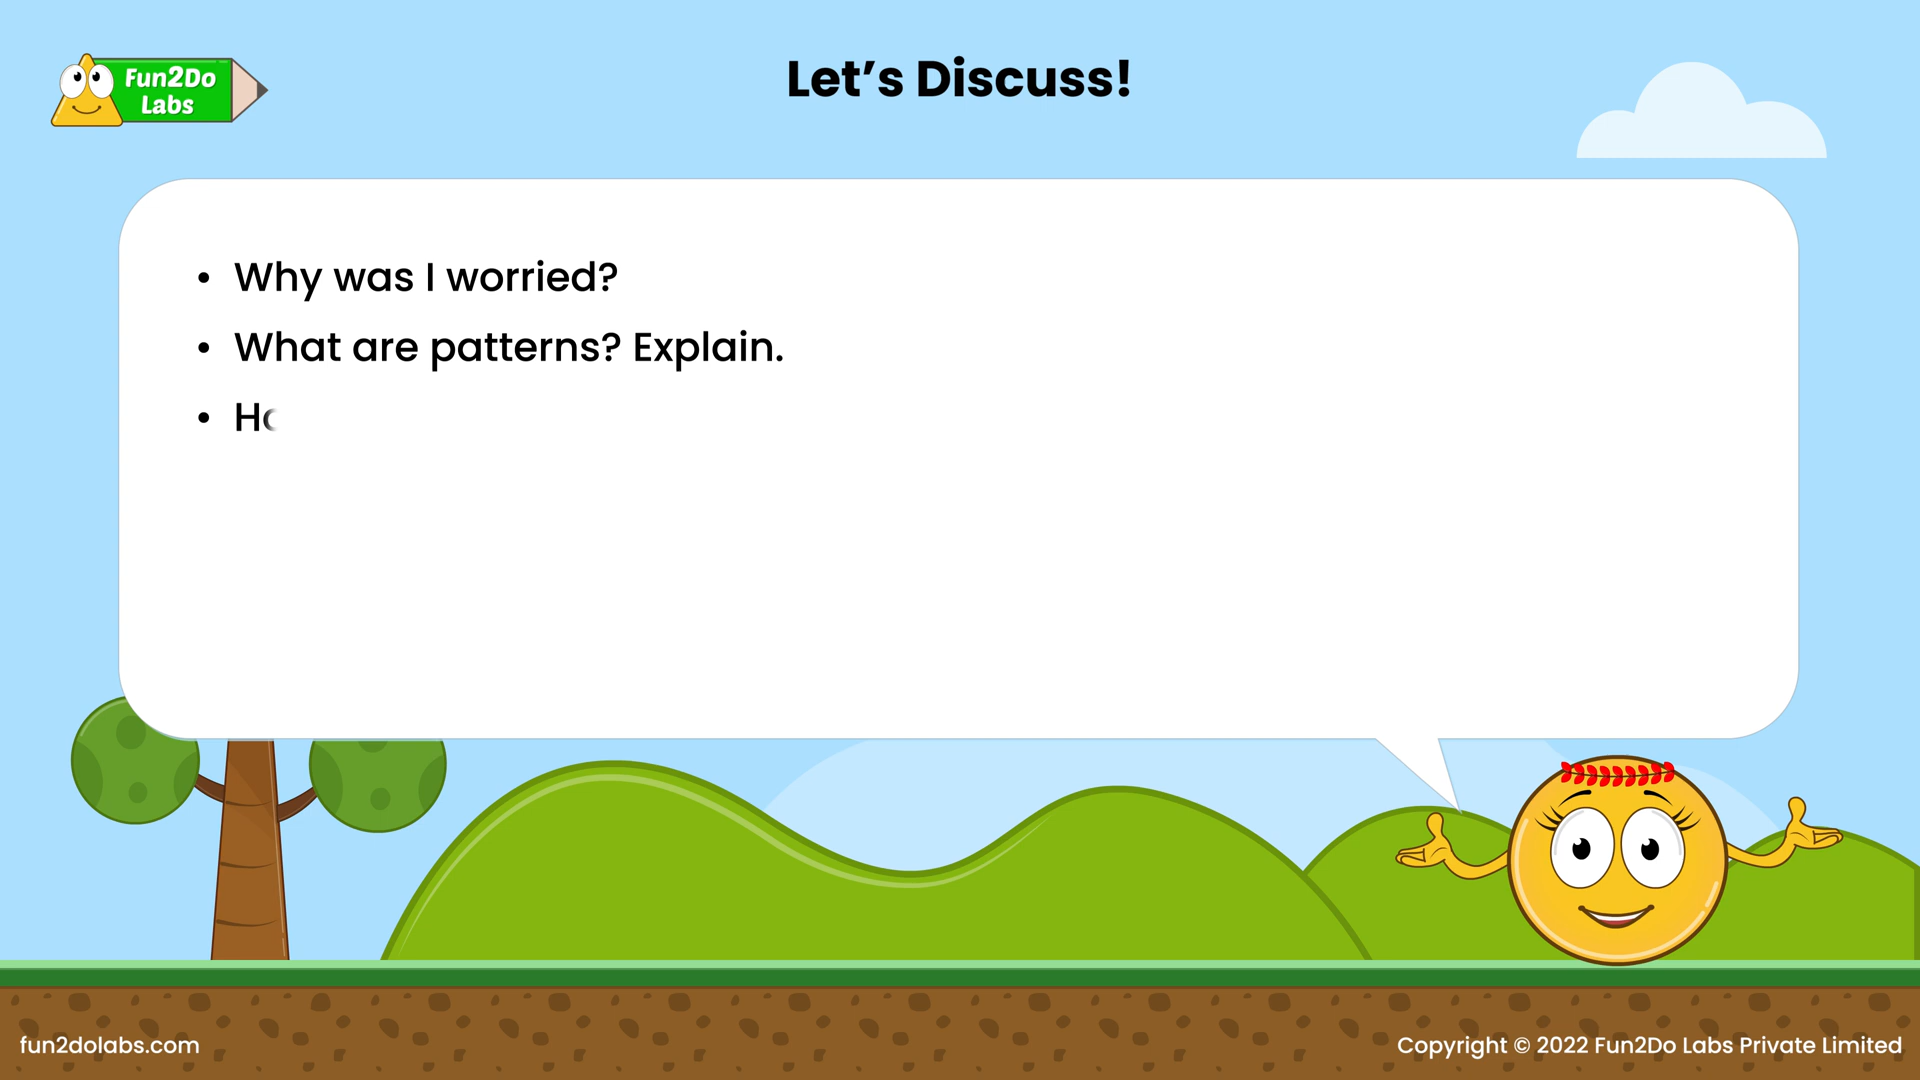 Fun2Do
Labs
Let’s Discuss!
• Why was I worried?
• What are patterns? Explain.
fun2dolabs.com
Copyright © 2022 Fun2Do Labs Private Limited